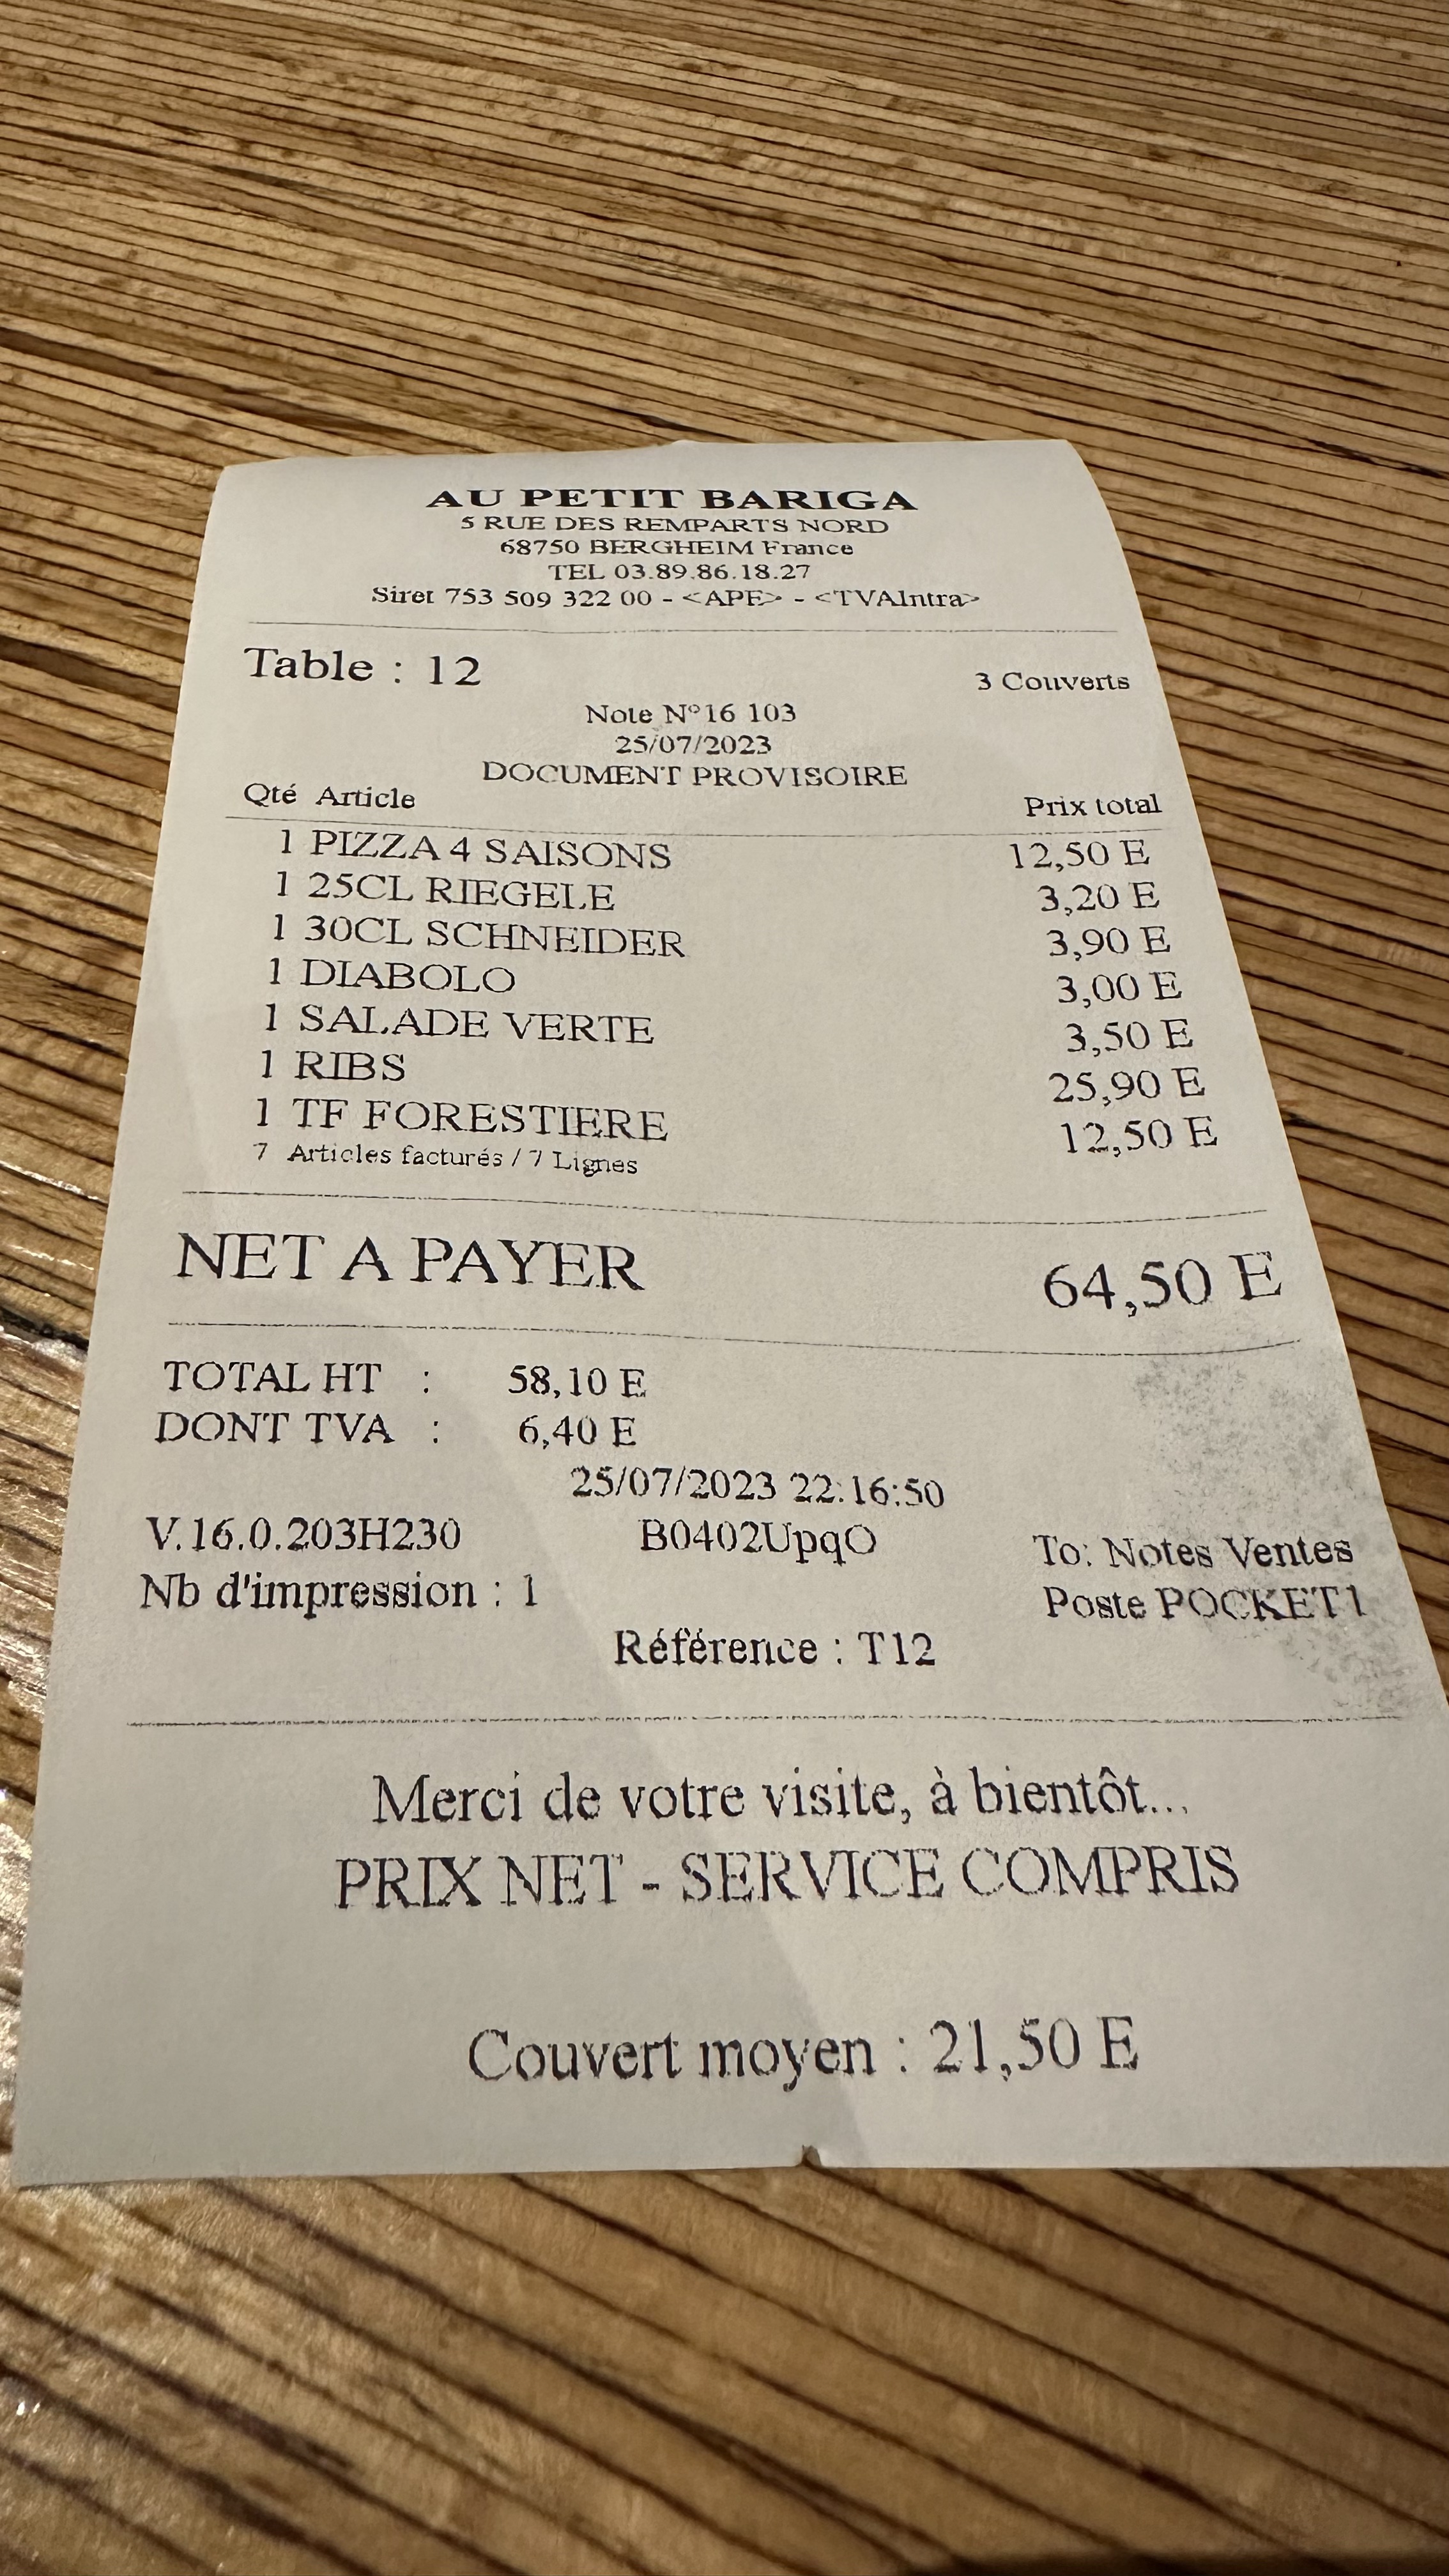 AU PETIT BARIGA
5 RUE DES REMPARTS NORD
68750 BERGHEIM France
TEL 03.89.86.18.27
Siret 753 509 322 00 - <APE> - <TVAIntra>
Table : 12 3 Couverts
Note N°16 103
25/07/2023
DOCUMENT PROVISOIRE
Qté Article Prix total
1 PIZZA 4 SAISONS 12,50 E
1 25CL RIEGELE 3,20 E
1 30CL SCHNEIDER 3,90 E
1 DIABOLO 3,00 E
1 SALADE VERTE 3,50 E
1 RIBS 25,90 E
1 TF FORESTIERE 12,50 E
7 Articles facturés / 7 Lignes
NET A PAYER 64,50 E
TOTAL HT : 58,10 E
DONT TVA : 6,40 E
25/07/2023 22:16:50
V.16.0.203H230 B0402UpqO To: Notes Ventes
Nb d'impression : 1 Poste POCKET1
Référence : T12
Merci de votre visite, à bientôt...
PRIX NET - SERVICE COMPRIS
Couvert moyen : 21,50 E